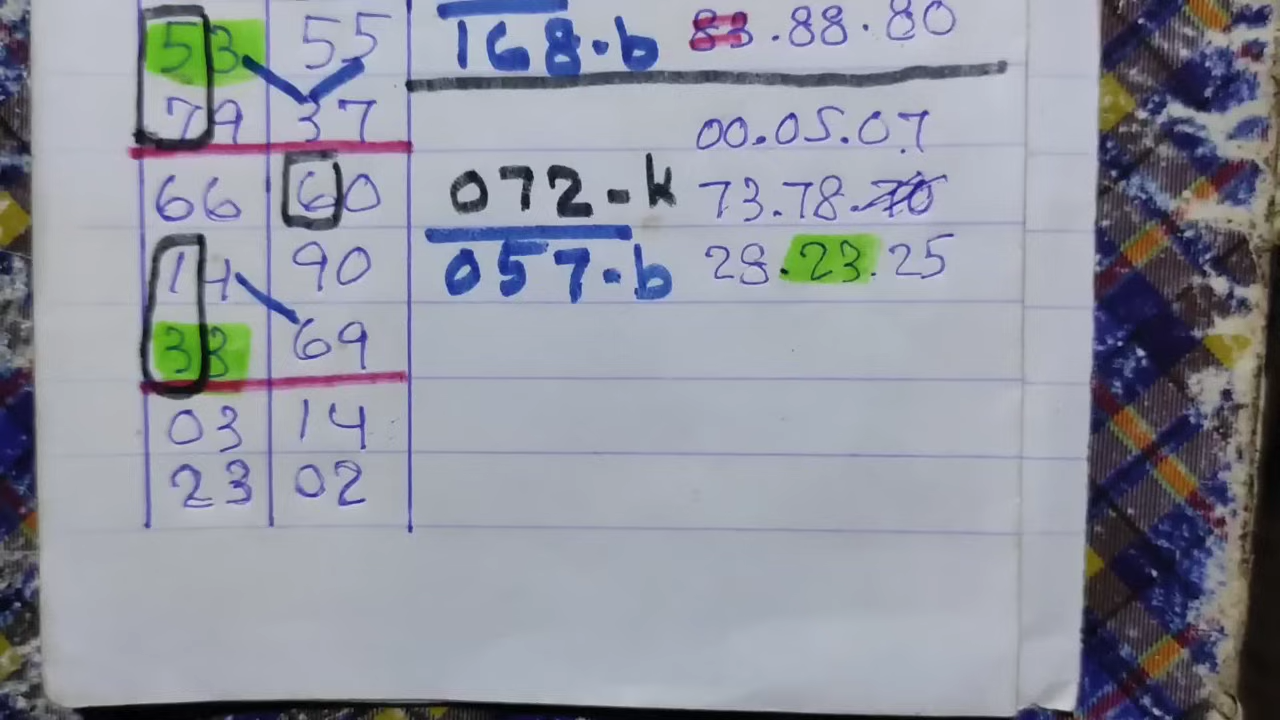 53 55 168-b 83.88.80
79 37
00.05.07
66 60 072-k 73.78.70
14 90 057-b 28.23.25
33 69
03 14
23 02